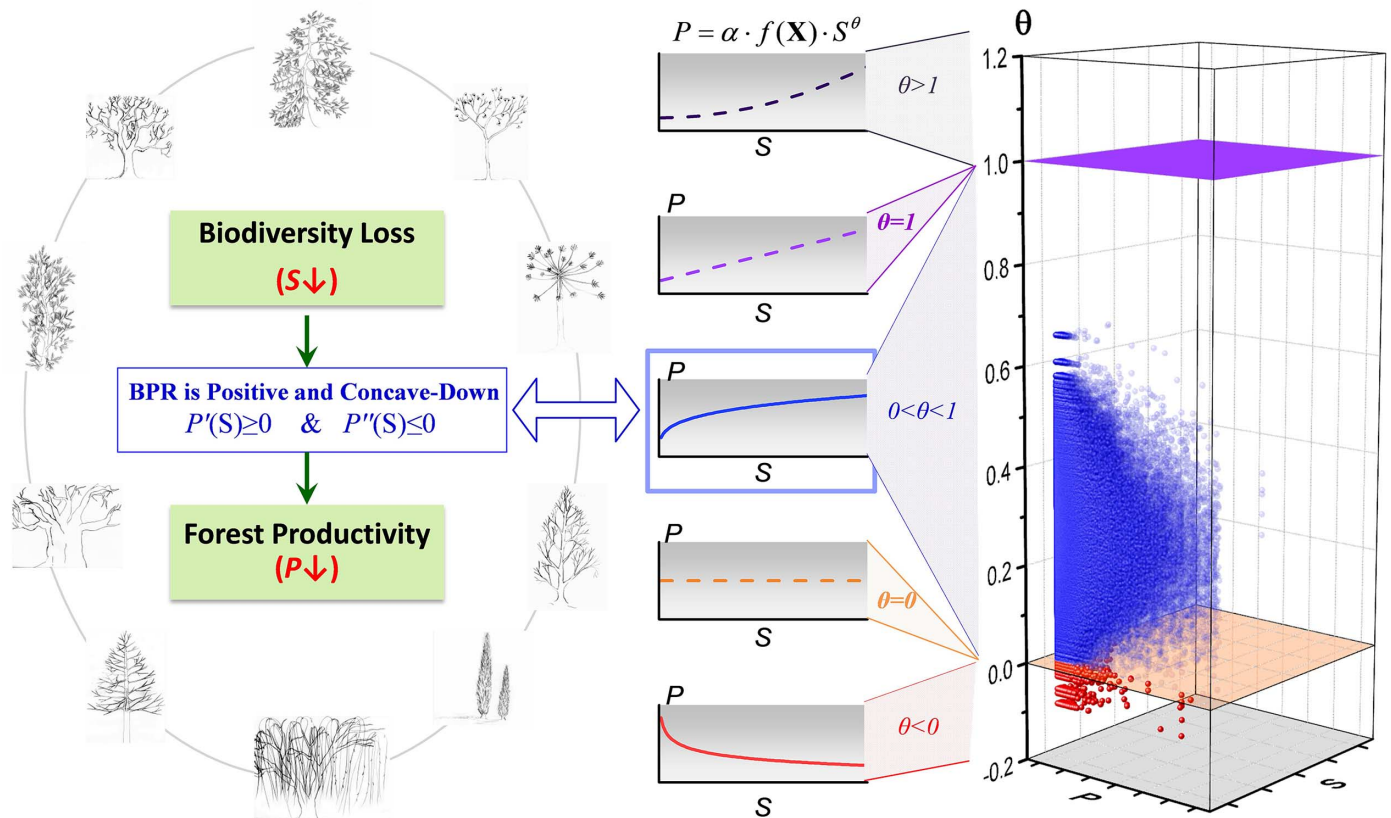 Biodiversity Loss
(S↓)
BPR is Positive and Concave-Down
P′(S)≥0 & P″(S)≤0
Forest Productivity
(P↓)
P = α · f(X) · S^θ
S
θ>1
P
S
θ=1
P
S
0<θ<1
P
S
θ=0
P
S
θ<0
θ
1.2
1.0
0.8
0.6
0.4
0.2
0.0
-0.2
P
S